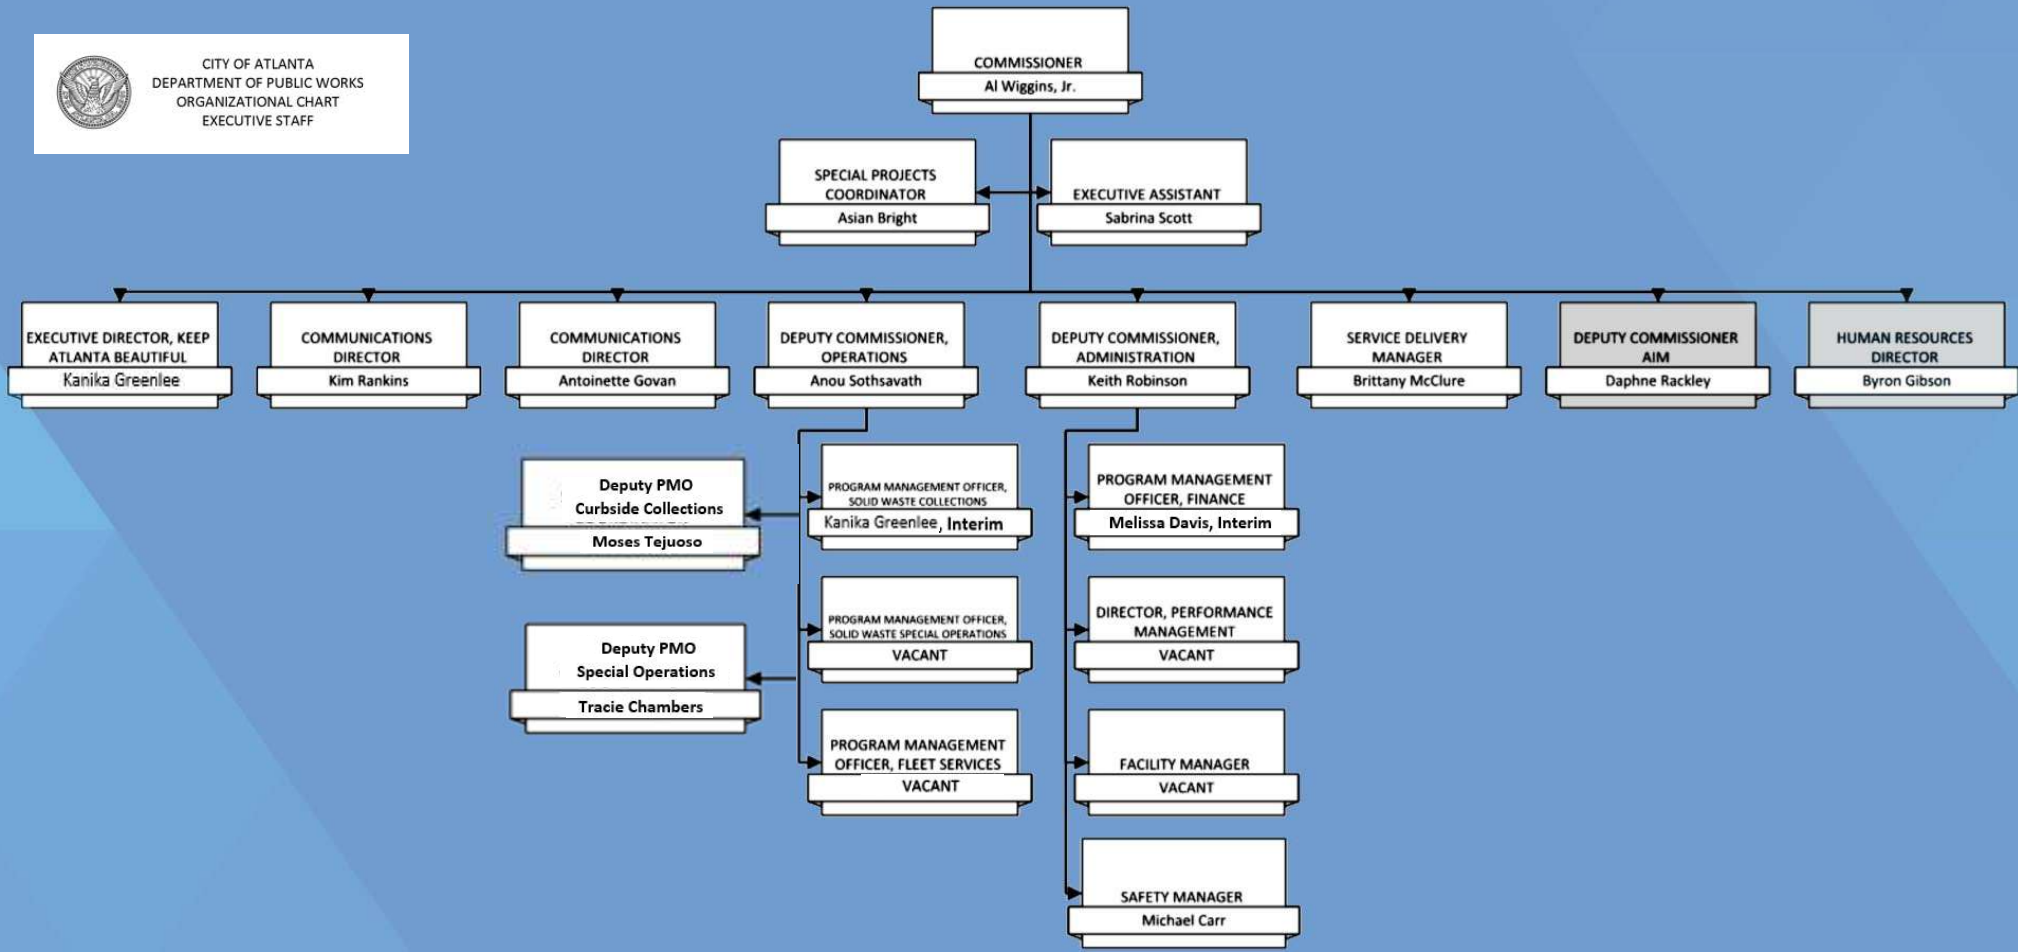 CITY OF ATLANTA
DEPARTMENT OF PUBLIC WORKS
ORGANIZATIONAL CHART
EXECUTIVE STAFF
COMMISSIONER
Al Wiggins, Jr.
SPECIAL PROJECTS
COORDINATOR
Asian Bright
EXECUTIVE ASSISTANT
Sabrina Scott
EXECUTIVE DIRECTOR, KEEP
ATLANTA BEAUTIFUL
Kanika Greenlee
COMMUNICATIONS
DIRECTOR
Kim Rankins
COMMUNICATIONS
DIRECTOR
Antoinette Govan
DEPUTY COMMISSIONER,
OPERATIONS
Anou Sothsavath
DEPUTY COMMISSIONER,
ADMINISTRATION
Keith Robinson
SERVICE DELIVERY
MANAGER
Brittany McClure
DEPUTY COMMISSIONER
AIM
Daphne Rackley
HUMAN RESOURCES
DIRECTOR
Byron Gibson
Deputy PMO
Curbside Collections
Moses Tejuoso
PROGRAM MANAGEMENT OFFICER,
SOLID WASTE COLLECTIONS
Kanika Greenlee, Interim
PROGRAM MANAGEMENT
OFFICER, FINANCE
Melissa Davis, Interim
PROGRAM MANAGEMENT OFFICER,
SOLID WASTE SPECIAL OPERATIONS
VACANT
DIRECTOR, PERFORMANCE
MANAGEMENT
VACANT
Deputy PMO
Special Operations
Tracie Chambers
PROGRAM MANAGEMENT
OFFICER, FLEET SERVICES
VACANT
FACILITY MANAGER
VACANT
SAFETY MANAGER
Michael Carr